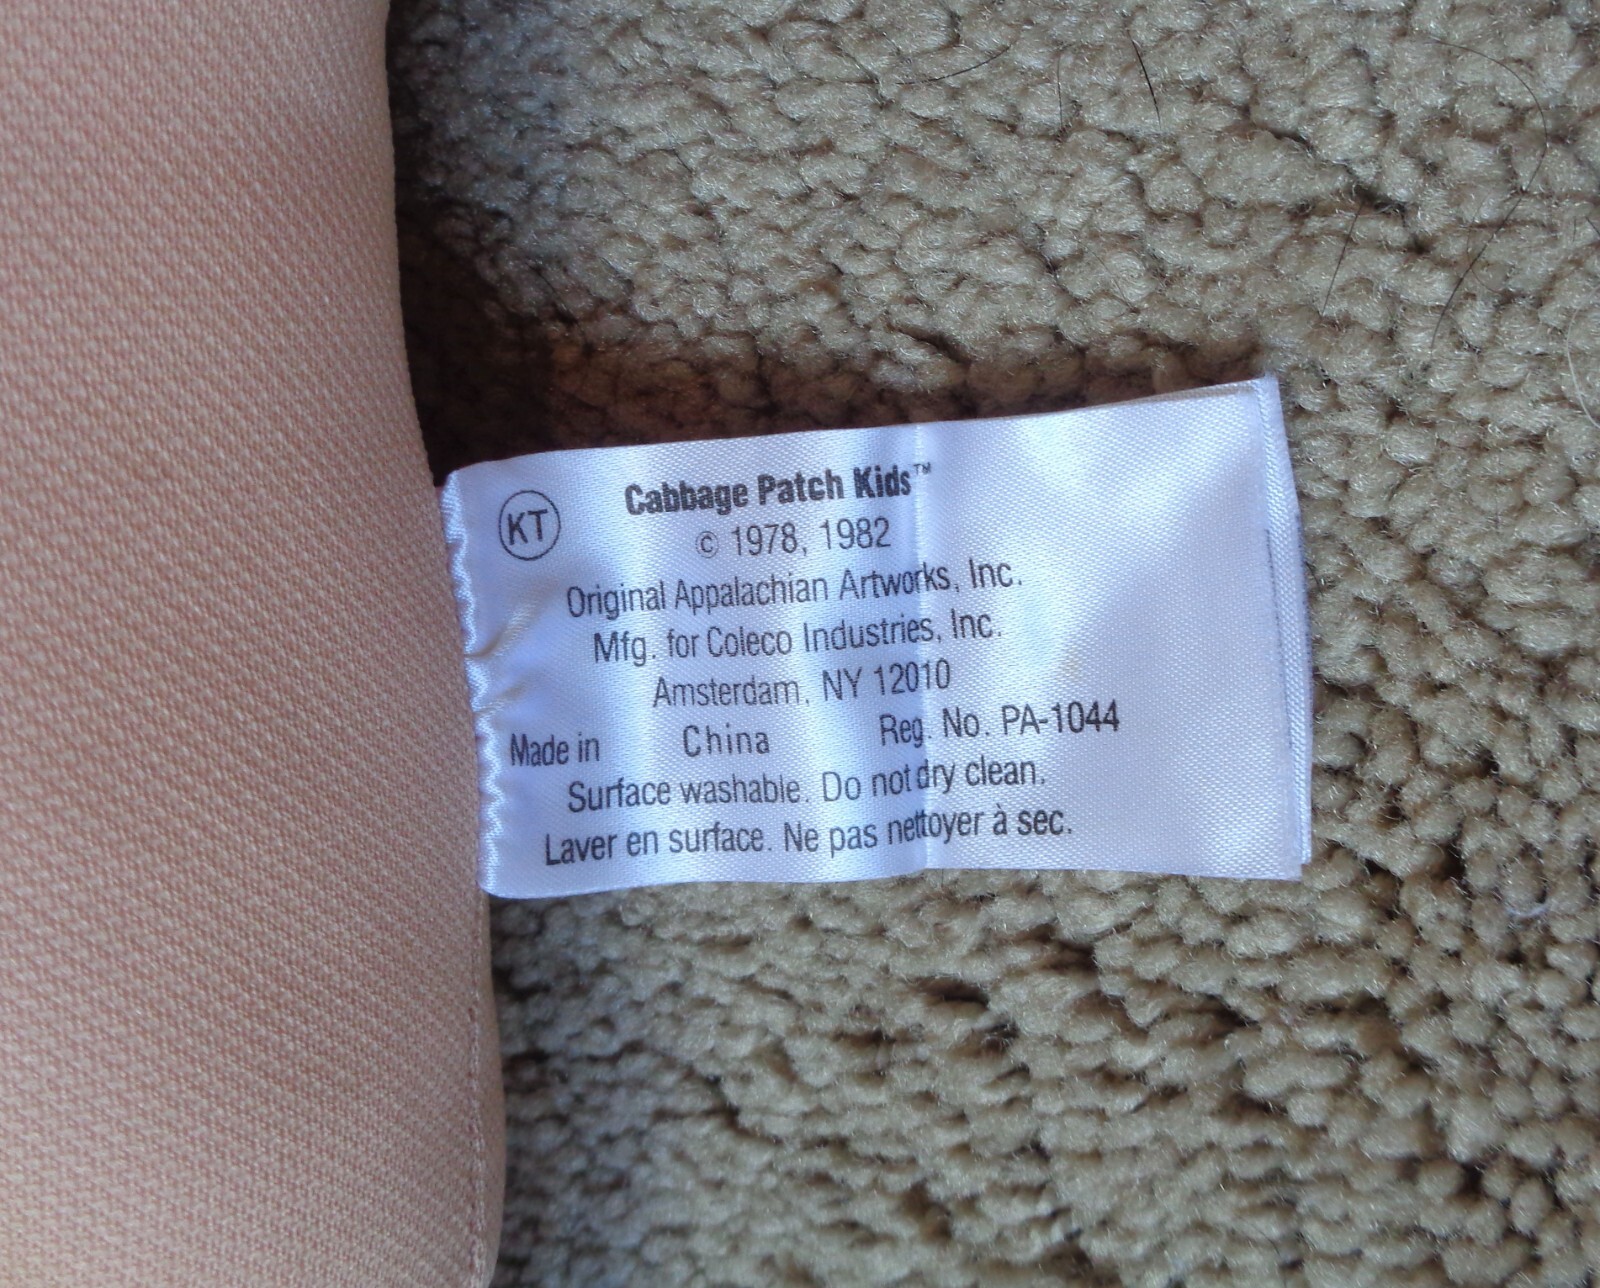 KT
Cabbage Patch Kids™
© 1978, 1982
Original Appalachian Artworks, Inc.
Mfg. for Coleco Industries, Inc.
Amsterdam, NY 12010
Made in China Reg. No. PA-1044
Surface washable. Do not dry clean.
Laver en surface. Ne pas nettoyer à sec.